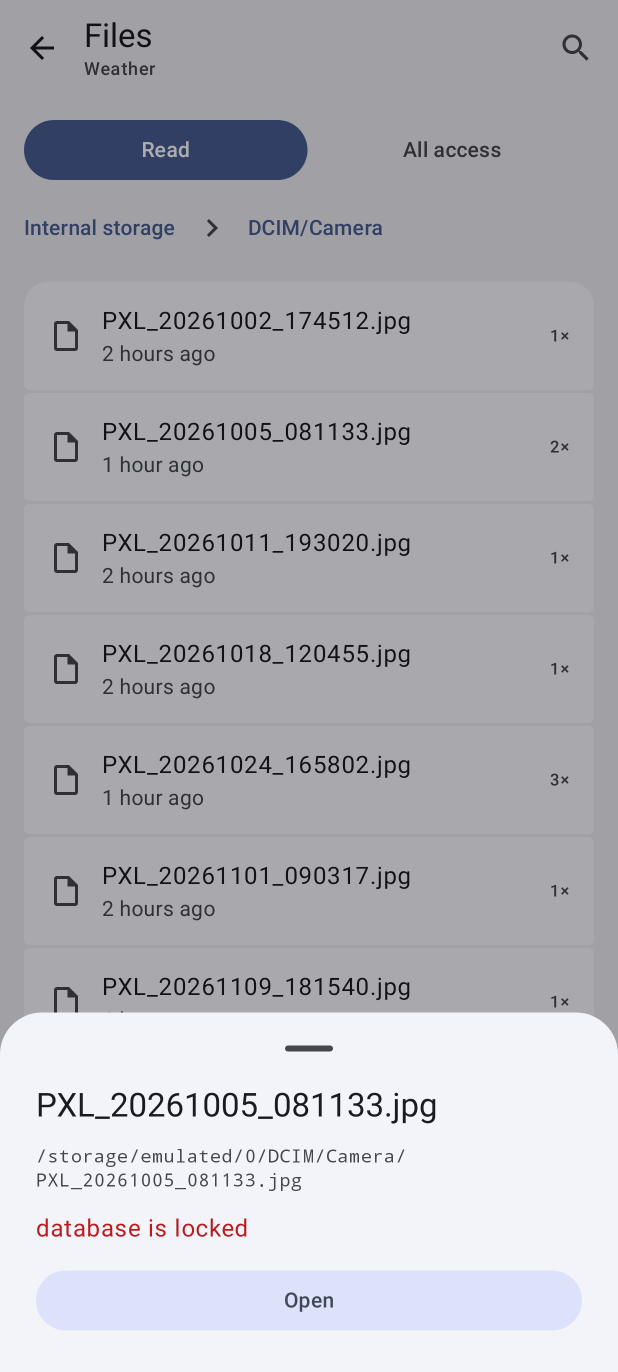 Files
Weather
Read
All access
Internal storage
DCIM/Camera
PXL_20261002_174512.jpg
2 hours ago
1×
PXL_20261005_081133.jpg
1 hour ago
2×
PXL_20261011_193020.jpg
2 hours ago
1×
PXL_20261018_120455.jpg
2 hours ago
1×
PXL_20261024_165802.jpg
1 hour ago
3×
PXL_20261101_090317.jpg
2 hours ago
1×
PXL_20261109_181540.jpg
1×
PXL_20261005_081133.jpg
/storage/emulated/0/DCIM/Camera/
PXL_20261005_081133.jpg
database is locked
Open